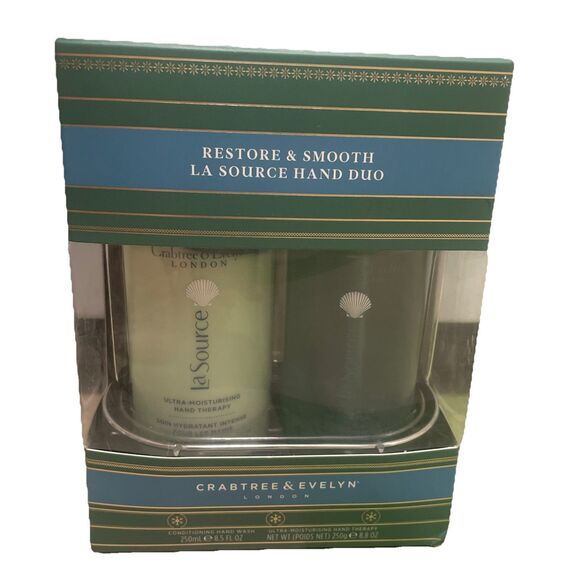 RESTORE & SMOOTH
LA SOURCE HAND DUO
Crabtree & Evelyn
LONDON
La Source
ULTRA-MOISTURISING
HAND THERAPY
SOIN HYDRATANT INTENSE
POUR LES MAINS
CRABTREE & EVELYN®
LONDON
CONDITIONING HAND WASH
250mL ℮ 8.5 FL OZ
ULTRA-MOISTURISING HAND THERAPY
NET WT (POIDS NET) 250g ℮ 8.8 OZ